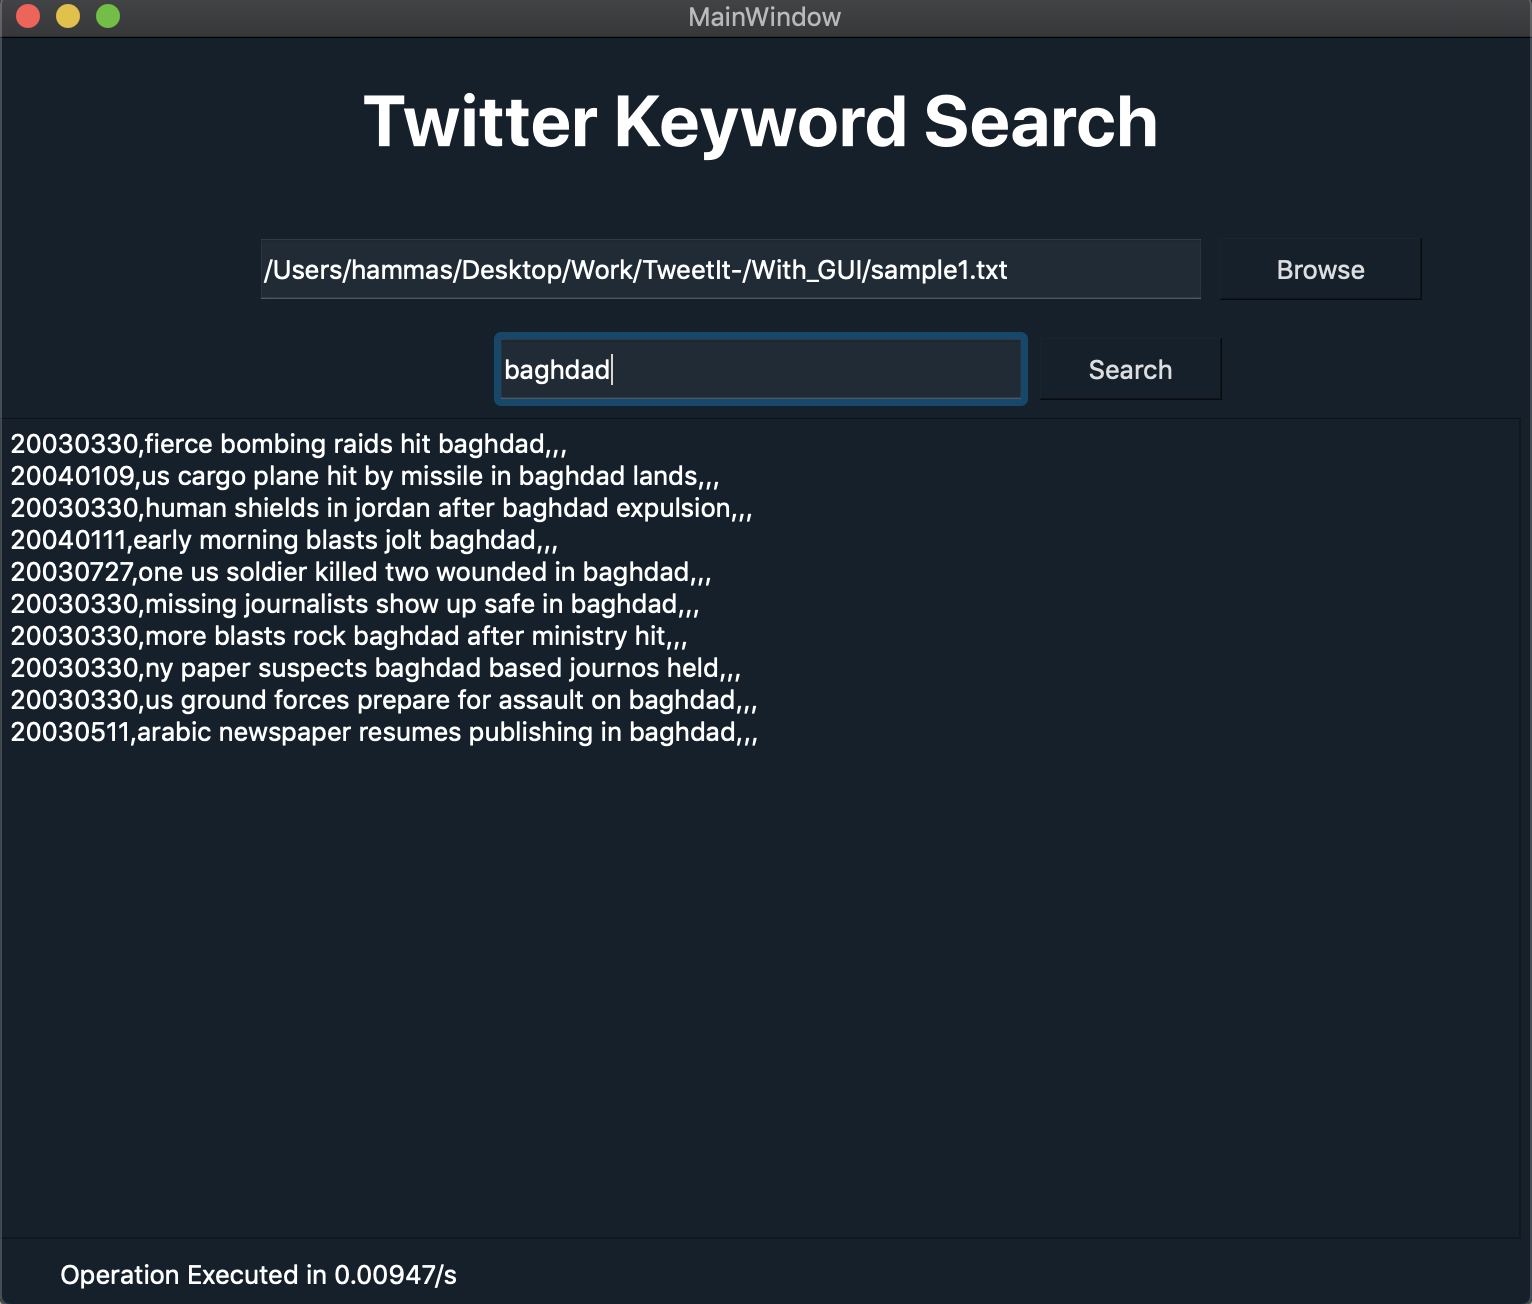 MainWindow
Twitter Keyword Search
/Users/hammas/Desktop/Work/TweetIt-/With_GUI/sample1.txt
Browse
baghdad
Search
20030330,fierce bombing raids hit baghdad,,,
20040109,us cargo plane hit by missile in baghdad lands,,,
20030330,human shields in jordan after baghdad expulsion,,,
20040111,early morning blasts jolt baghdad,,,
20030727,one us soldier killed two wounded in baghdad,,,
20030330,missing journalists show up safe in baghdad,,,
20030330,more blasts rock baghdad after ministry hit,,,
20030330,ny paper suspects baghdad based journos held,,,
20030330,us ground forces prepare for assault on baghdad,,,
20030511,arabic newspaper resumes publishing in baghdad,,,
Operation Executed in 0.00947/s